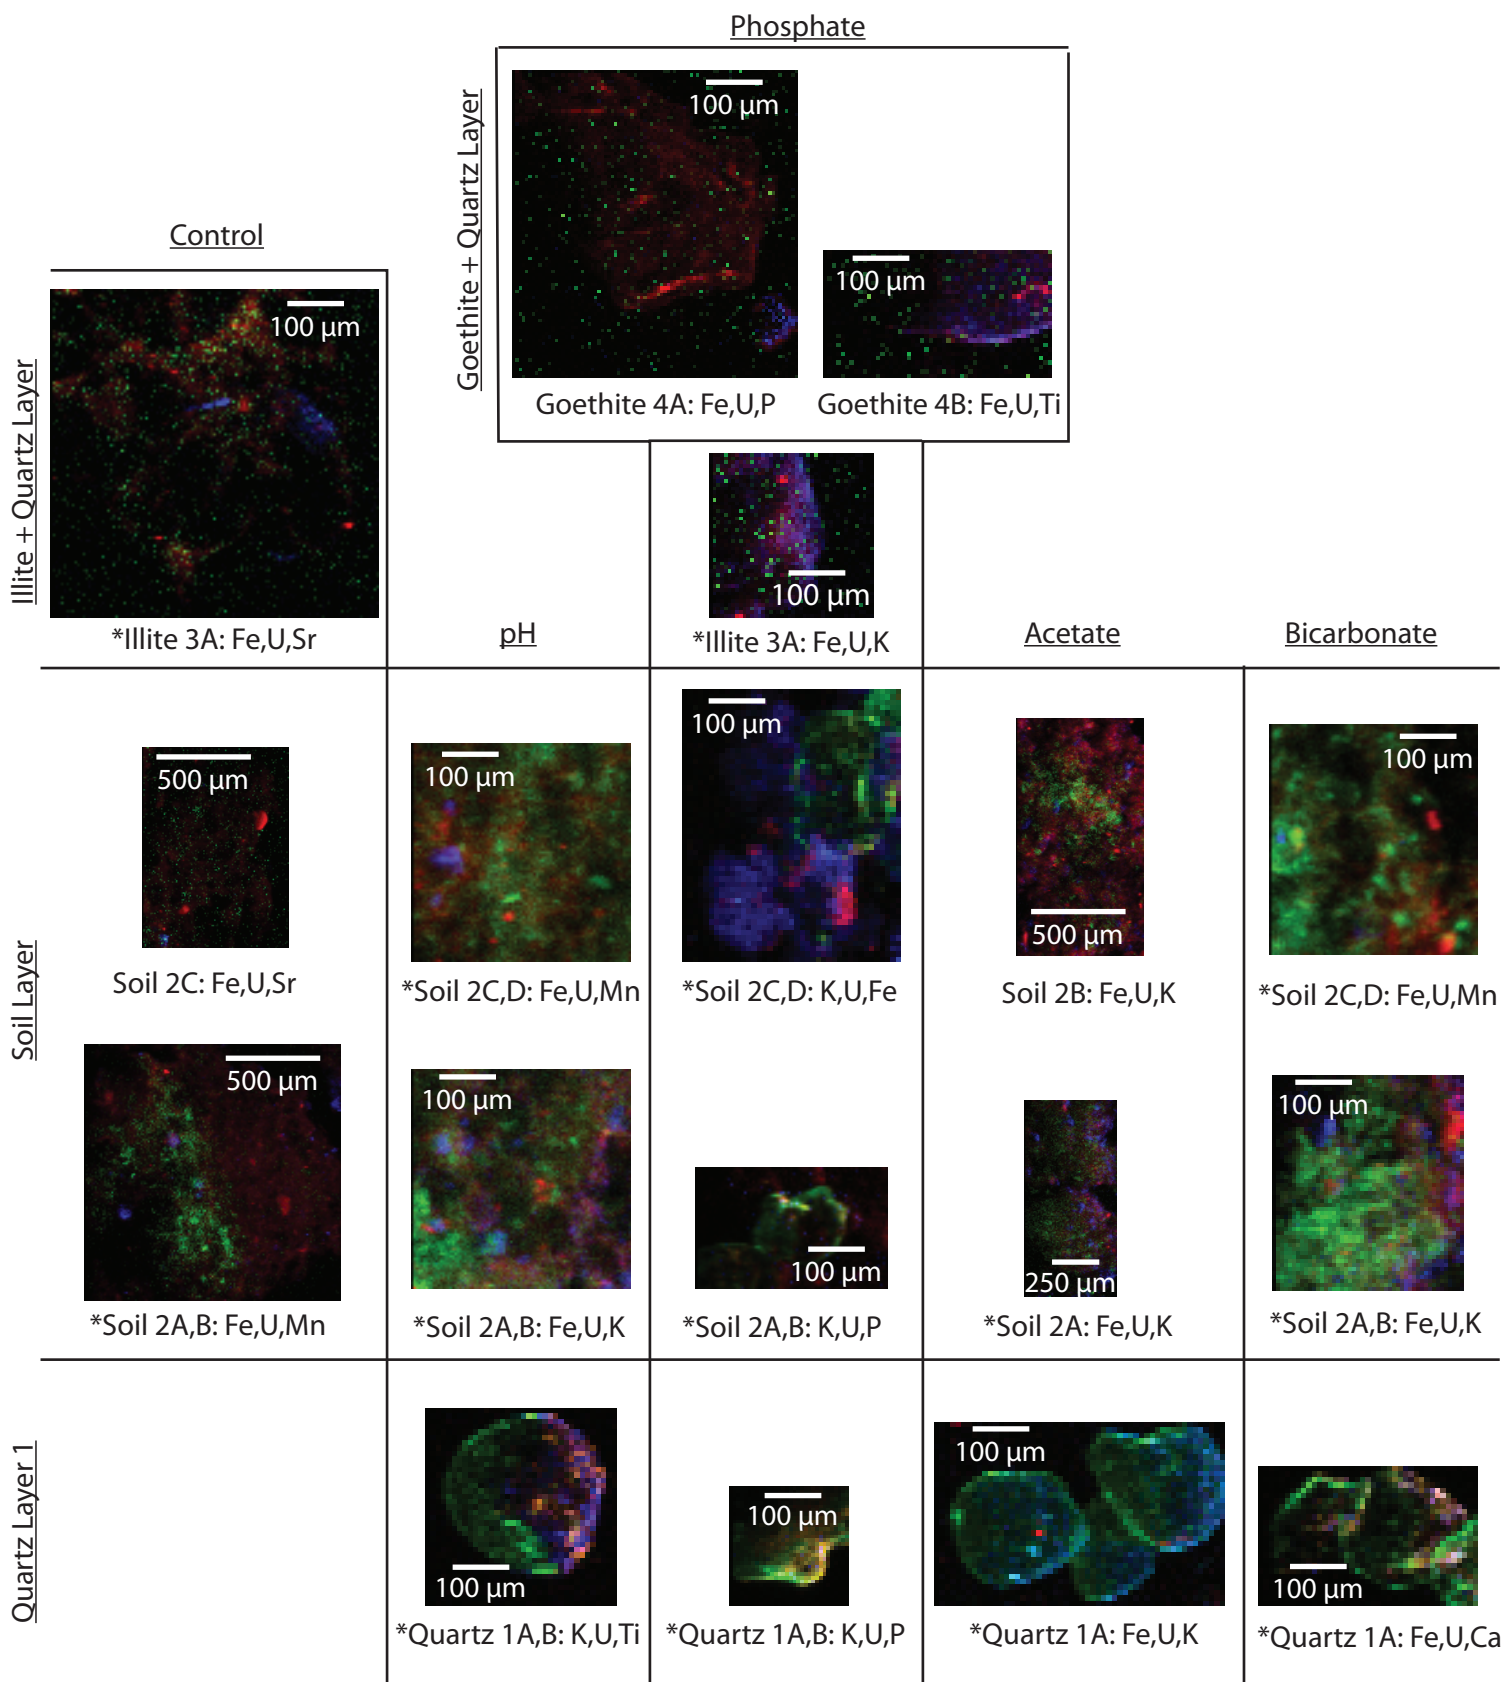 Phosphate
Goethite + Quartz Layer
100 µm
100 µm
Goethite 4A: Fe,U,P
Goethite 4B: Fe,U,Ti
Control
Illite + Quartz Layer
100 µm
*Illite 3A: Fe,U,Sr
100 µm
*Illite 3A: Fe,U,K
pH
Acetate
Bicarbonate
Soil Layer
500 µm
Soil 2C: Fe,U,Sr
100 µm
*Soil 2C,D: Fe,U,Mn
100 µm
*Soil 2C,D: K,U,Fe
500 µm
Soil 2B: Fe,U,K
100 µm
*Soil 2C,D: Fe,U,Mn
500 µm
*Soil 2A,B: Fe,U,Mn
100 µm
*Soil 2A,B: Fe,U,K
100 µm
*Soil 2A,B: K,U,P
250 µm
*Soil 2A: Fe,U,K
100 µm
*Soil 2A,B: Fe,U,K
Quartz Layer 1
100 µm
*Quartz 1A,B: K,U,Ti
100 µm
*Quartz 1A,B: K,U,P
100 µm
*Quartz 1A: Fe,U,K
100 µm
*Quartz 1A: Fe,U,Ca